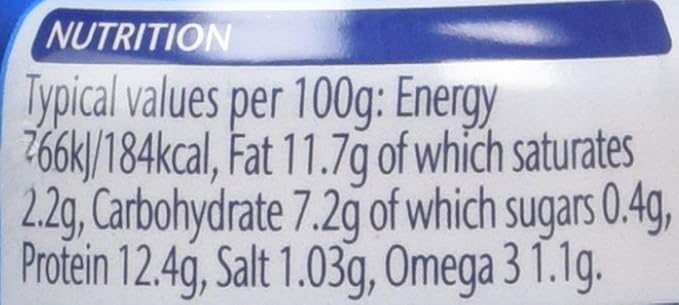 NUTRITION
Typical values per 100g: Energy
766kJ/184kcal, Fat 11.7g of which saturates
2.2g, Carbohydrate 7.2g of which sugars 0.4g,
Protein 12.4g, Salt 1.03g, Omega 3 1.1g.